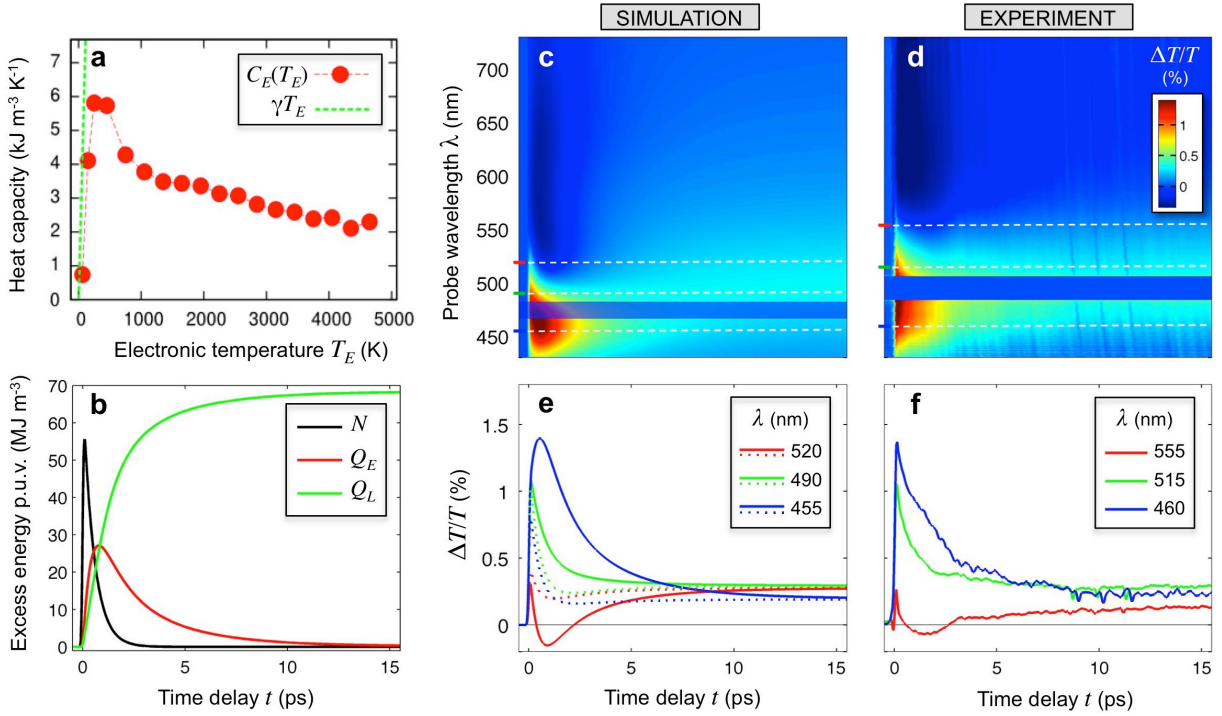 SIMULATION
EXPERIMENT
a
7
6
5
4
3
2
1
0
Heat capacity (kJ m⁻³ K⁻¹)
C_E(T_E)
γT_E
0 1000 2000 3000 4000 5000
Electronic temperature T_E (K)
c
700
650
600
550
500
450
Probe wavelength λ (nm)
d
ΔT/T
(%)
1
0.5
0
b
70
60
50
40
30
20
10
0
Excess energy p.u.v. (MJ m⁻³)
N
Q_E
Q_L
0 5 10 15
Time delay t (ps)
e
1.5
1
0.5
0
ΔT/T (%)
λ (nm)
520
490
455
0 5 10 15
Time delay t (ps)
f
λ (nm)
555
515
460
0 5 10 15
Time delay t (ps)